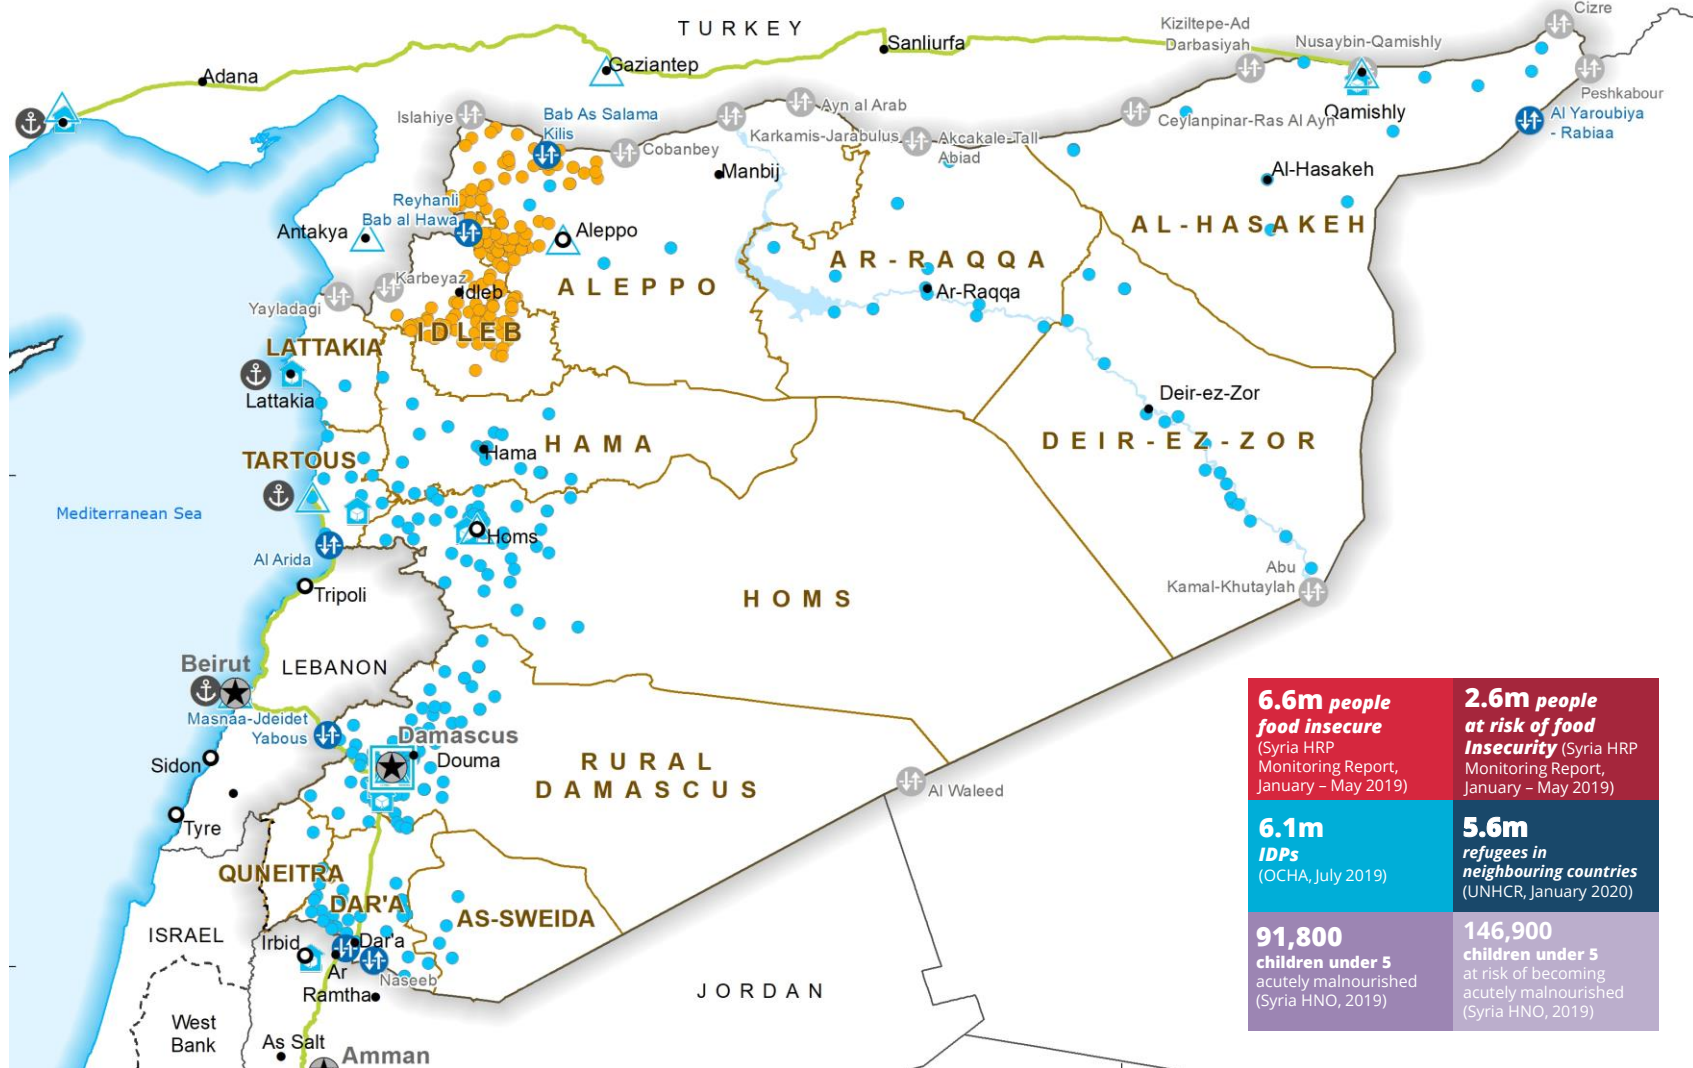 TURKEY
Cizre
Kiziltepe-Ad
Darbasiyah
Nusaybin-Qamishly
Sanliurfa
Gaziantep
Adana
Peshkabour
Islahiye
Bab As Salama
Kilis
Ayn al Arab
Karkamis-Jarabulus
Akcakale-Tall
Abiad
Cobanbey
Ceylanpinar-Ras Al Ayn
Qamishly
Al Yaroubiya
- Rabiaa
Manbij
Al-Hasakeh
Reyhanli
Bab al Hawa
Antakya
Aleppo
AL-HASAKEH
AR-RAQQA
Karbeyaz
Idleb
ALEPPO
Ar-Raqqa
Yayladagi
IDLEB
LATTAKIA
Lattakia
Deir-ez-Zor
HAMA
Hama
DEIR-EZ-ZOR
TARTOUS
Mediterranean Sea
Homs
Al Arida
Abu
Kamal-Khutaylah
Tripoli
HOMS
Beirut
LEBANON
Masnaa-Jdeidet
Yabous
Damascus
Douma
Sidon
RURAL
DAMASCUS
Al Waleed
Tyre
QUNEITRA
DAR'A
AS-SWEIDA
ISRAEL
Irbid
Dar'a
Ar
Ramtha
Naseeb
JORDAN
West
Bank
As Salt
Amman
6.6m people
food insecure
(Syria HRP
Monitoring Report,
January – May 2019)
2.6m people
at risk of food
Insecurity (Syria HRP
Monitoring Report,
January – May 2019)
6.1m
IDPs
(OCHA, July 2019)
5.6m
refugees in
neighbouring countries
(UNHCR, January 2020)
91,800
children under 5
acutely malnourished
(Syria HNO, 2019)
146,900
children under 5
at risk of becoming
acutely malnourished
(Syria HNO, 2019)